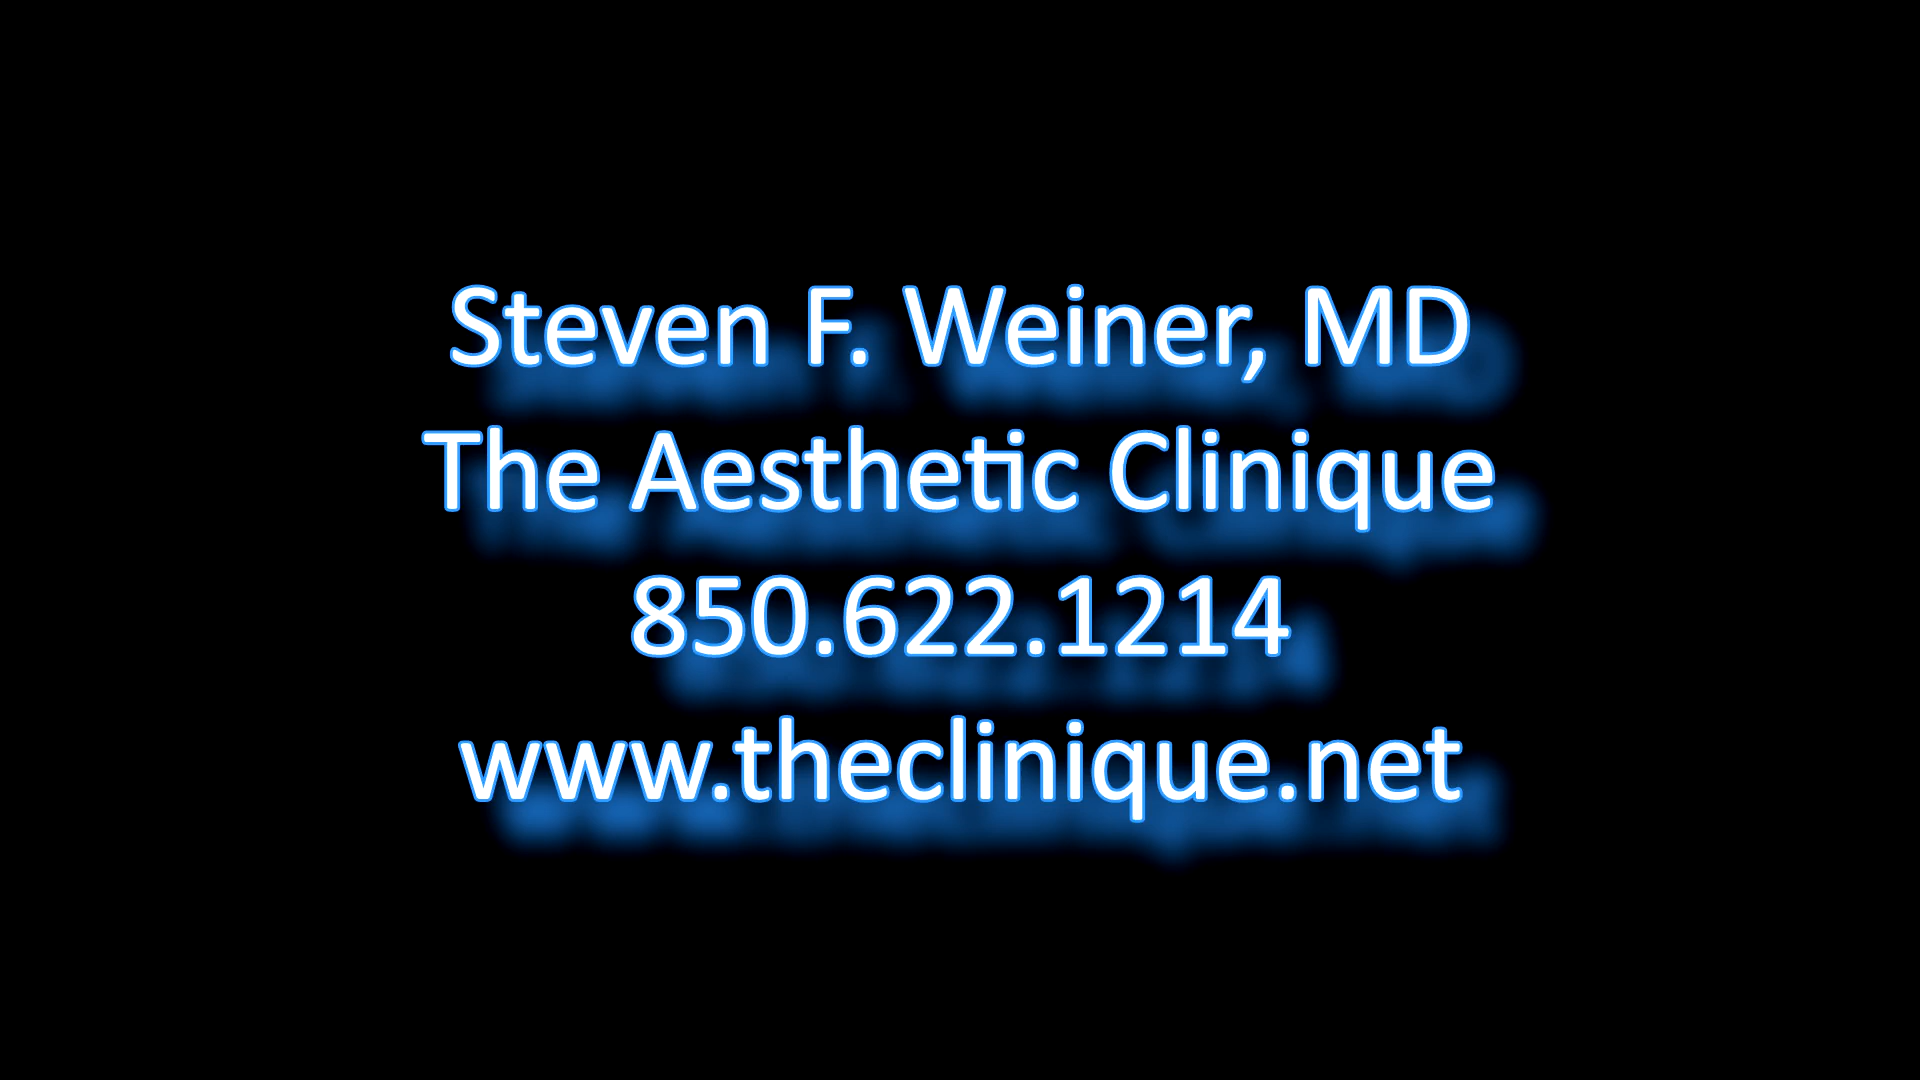 Steven F. Weiner, MD
The Aesthetic Clinique
850.622.1214
www.theclinique.net